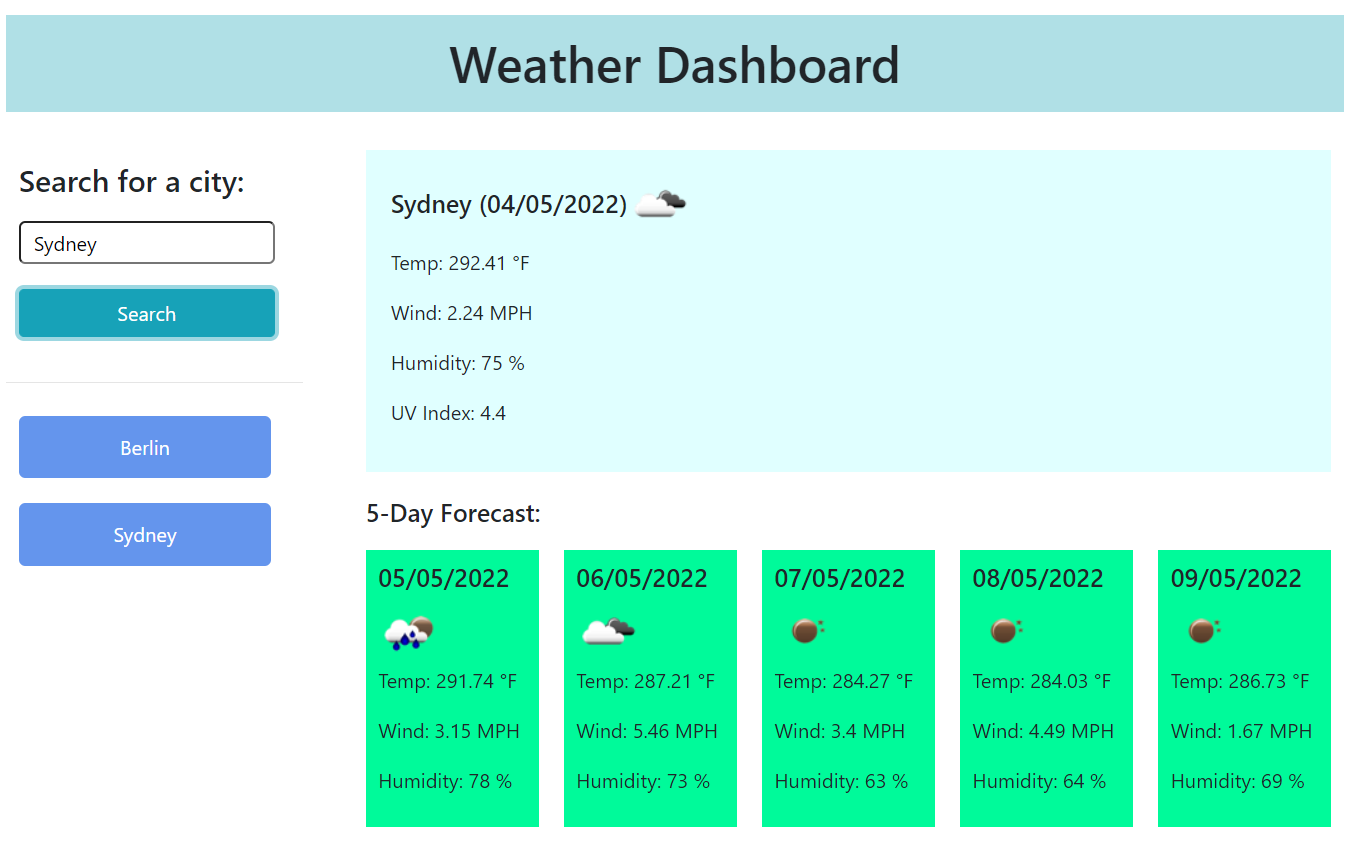 Weather Dashboard
Search for a city:
Sydney
Search
Berlin
Sydney
Sydney (04/05/2022)
Temp: 292.41 °F
Wind: 2.24 MPH
Humidity: 75 %
UV Index: 4.4
5-Day Forecast:
05/05/2022
Temp: 291.74 °F
Wind: 3.15 MPH
Humidity: 78 %
06/05/2022
Temp: 287.21 °F
Wind: 5.46 MPH
Humidity: 73 %
07/05/2022
Temp: 284.27 °F
Wind: 3.4 MPH
Humidity: 63 %
08/05/2022
Temp: 284.03 °F
Wind: 4.49 MPH
Humidity: 64 %
09/05/2022
Temp: 286.73 °F
Wind: 1.67 MPH
Humidity: 69 %